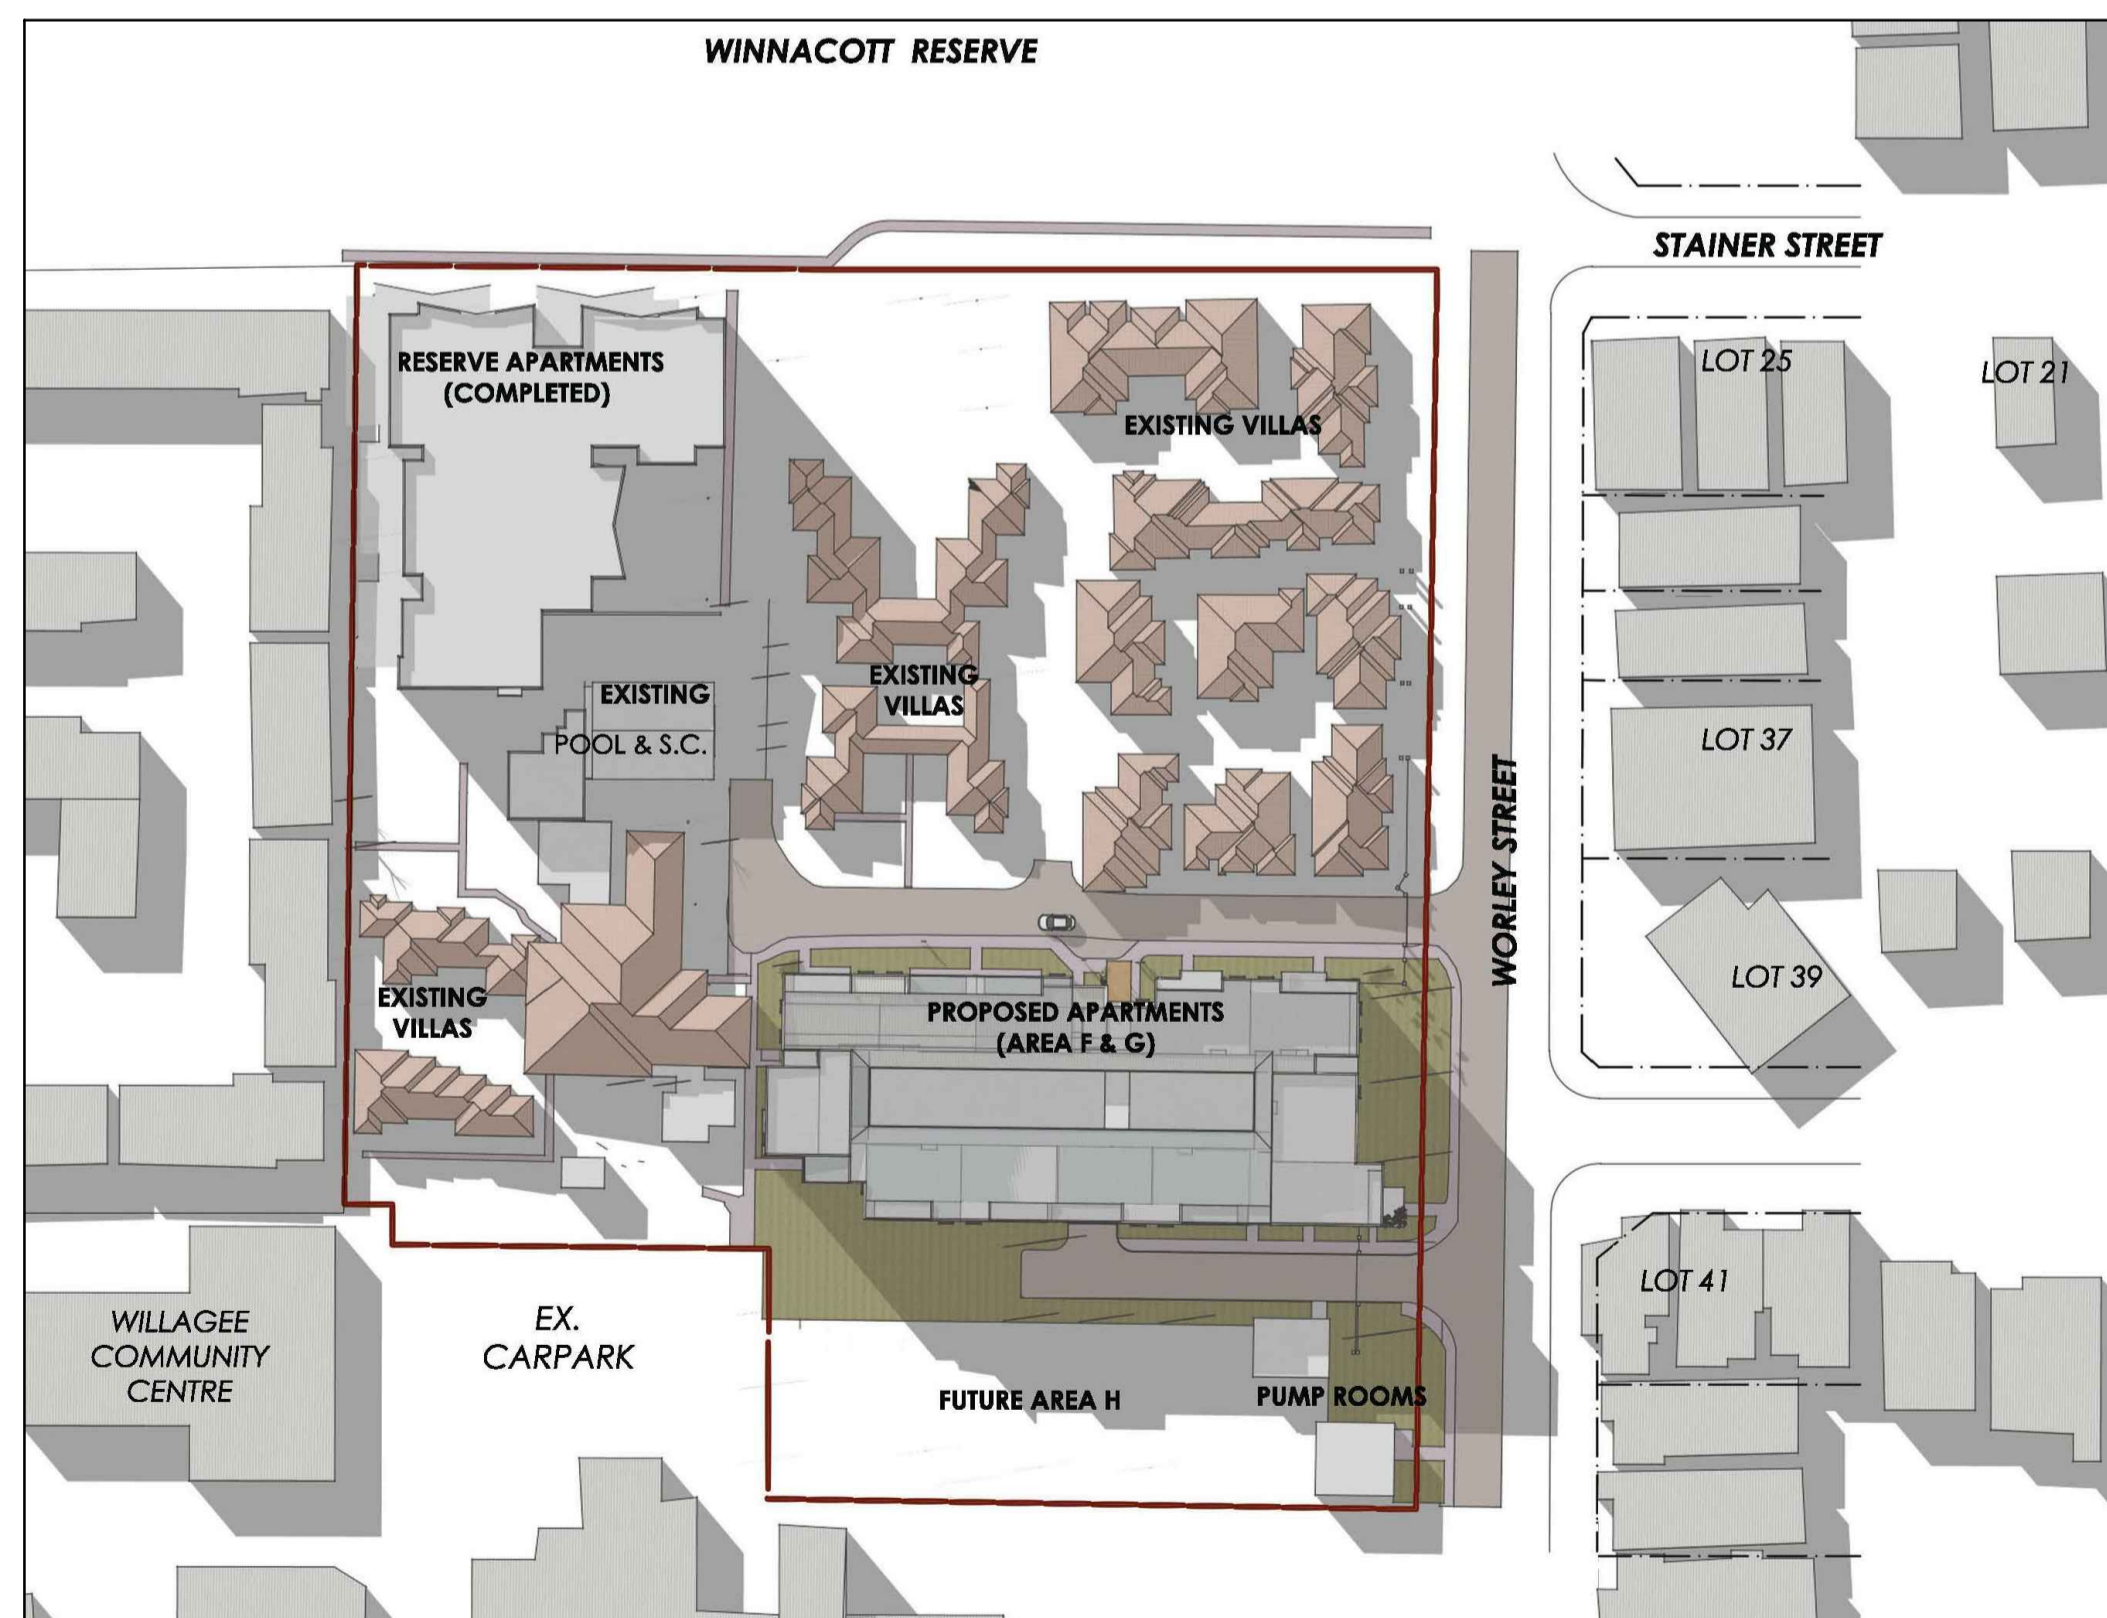 WINNACOTT RESERVE
STAINER STREET
RESERVE APARTMENTS
(COMPLETED)
LOT 25
LOT 21
EXISTING VILLAS
EXISTING
POOL & S.C.
EXISTING
VILLAS
LOT 37
WORLEY STREET
LOT 39
EXISTING
VILLAS
PROPOSED APARTMENTS
(AREA F & G)
LOT 41
WILLAGEE
COMMUNITY
CENTRE
EX.
CARPARK
FUTURE AREA H
PUMP ROOMS